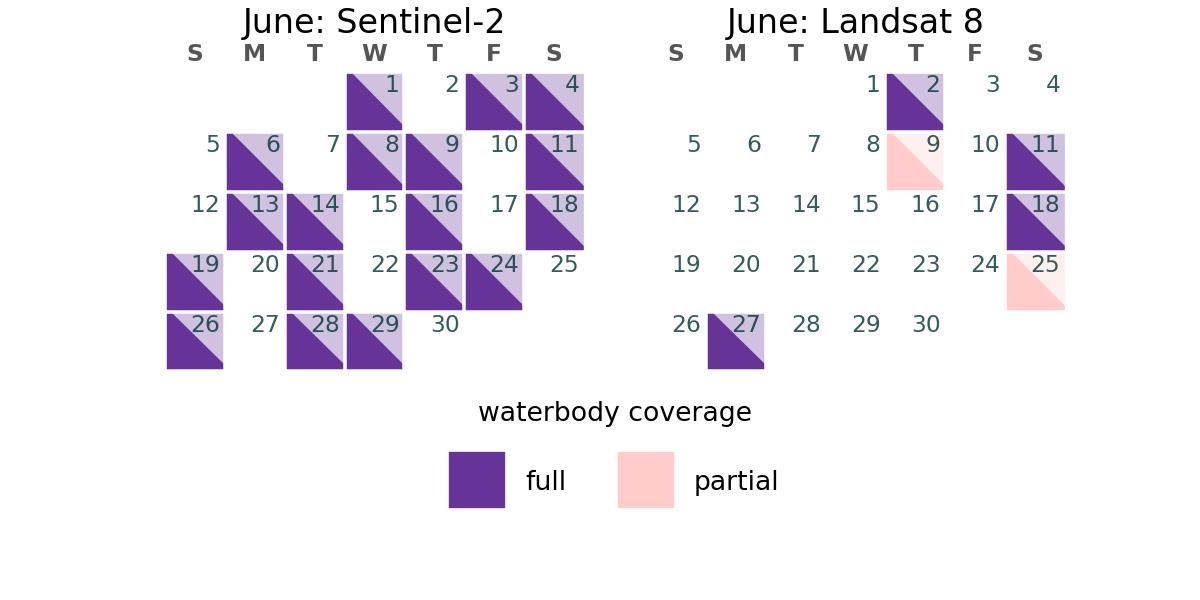 June: Sentinel-2
S M T W T F S
1 2 3 4
5 6 7 8 9 10 11
12 13 14 15 16 17 18
19 20 21 22 23 24 25
26 27 28 29 30
June: Landsat 8
S M T W T F S
1 2 3 4
5 6 7 8 9 10 11
12 13 14 15 16 17 18
19 20 21 22 23 24 25
26 27 28 29 30
waterbody coverage
full
partial